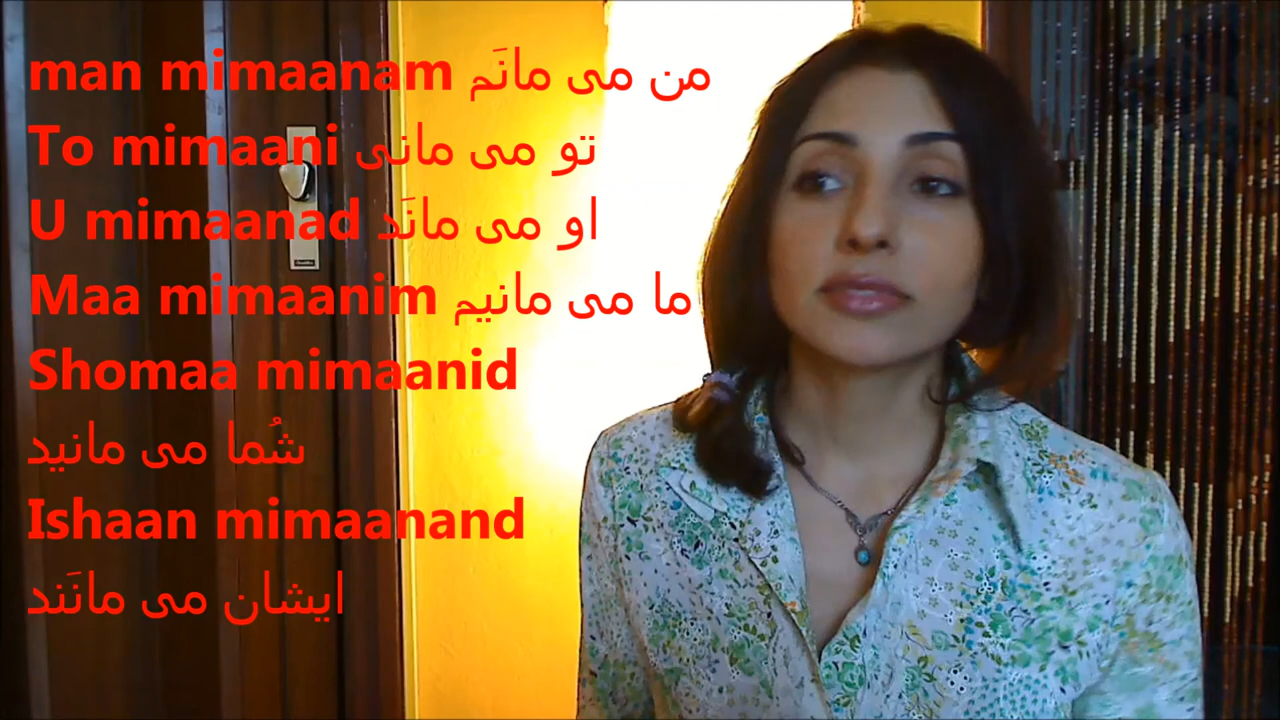 man mimaanam من می مانَم
To mimaani تو می مانی
U mimaanad او می مانَد
Maa mimaanim ما می مانیم
Shomaa mimaanid
شُما می مانید
Ishaan mimaanand
ایشان می مانَند